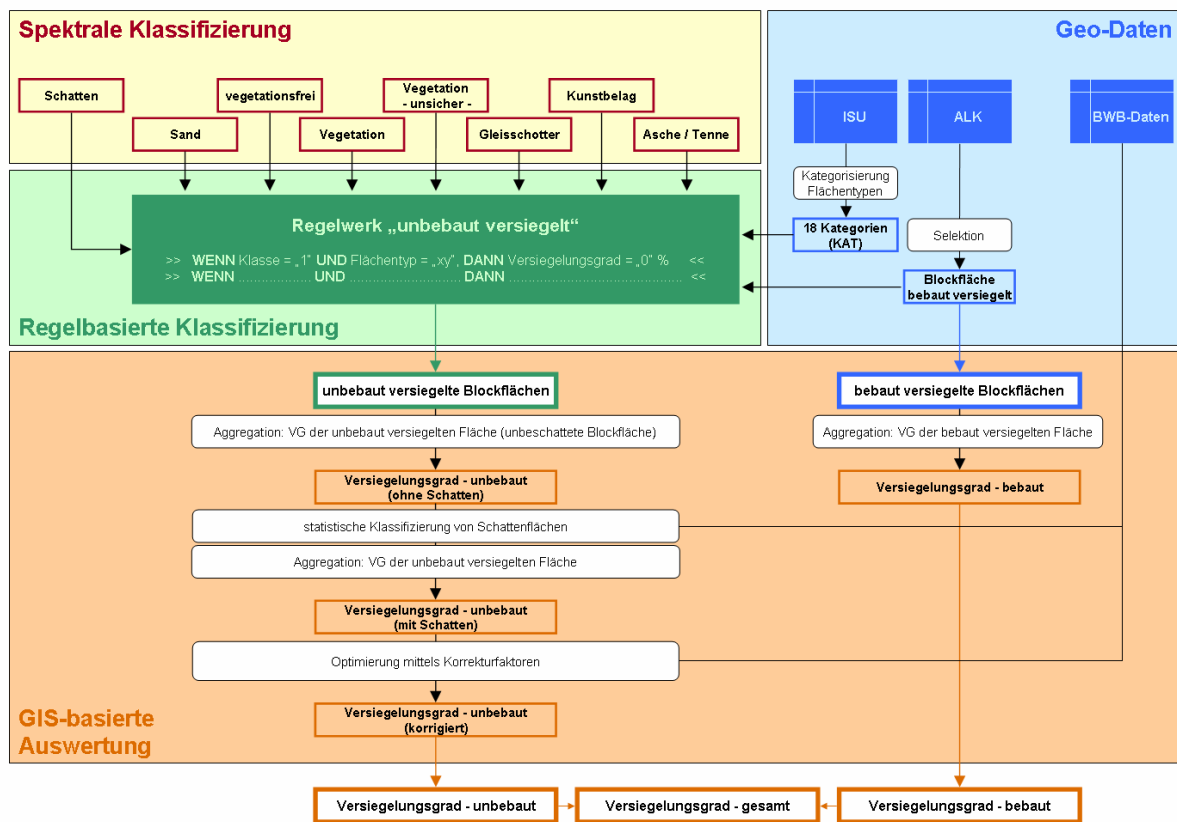 Spektrale Klassifizierung
Geo-Daten
Schatten
vegetationsfrei
Vegetation
- unsicher -
Kunstbelag
Sand
Vegetation
Gleisschotter
Asche / Tenne
ISU
ALK
BWB-Daten
Kategorisierung
Flächentypen
18 Kategorien
(KAT)
Selektion
Blockfläche
bebaut versiegelt
Regelwerk „unbebaut versiegelt“
>> WENN Klasse = „1“ UND Flächentyp = „xy“, DANN Versiegelungsgrad = „0“ % <<
>> WENN ................... UND ................................. DANN .......................................... <<
Regelbasierte Klassifizierung
unbebaut versiegelte Blockflächen
bebaut versiegelte Blockflächen
Aggregation: VG der unbebaut versiegelten Fläche (unbeschattete Blockfläche)
Aggregation: VG der bebaut versiegelten Fläche
Versiegelungsgrad - unbebaut
(ohne Schatten)
Versiegelungsgrad - bebaut
statistische Klassifizierung von Schattenflächen
Aggregation: VG der unbebaut versiegelten Fläche
Versiegelungsgrad - unbebaut
(mit Schatten)
Optimierung mittels Korrekturfaktoren
Versiegelungsgrad - unbebaut
(korrigiert)
GIS-basierte
Auswertung
Versiegelungsgrad - unbebaut
Versiegelungsgrad - gesamt
Versiegelungsgrad - bebaut